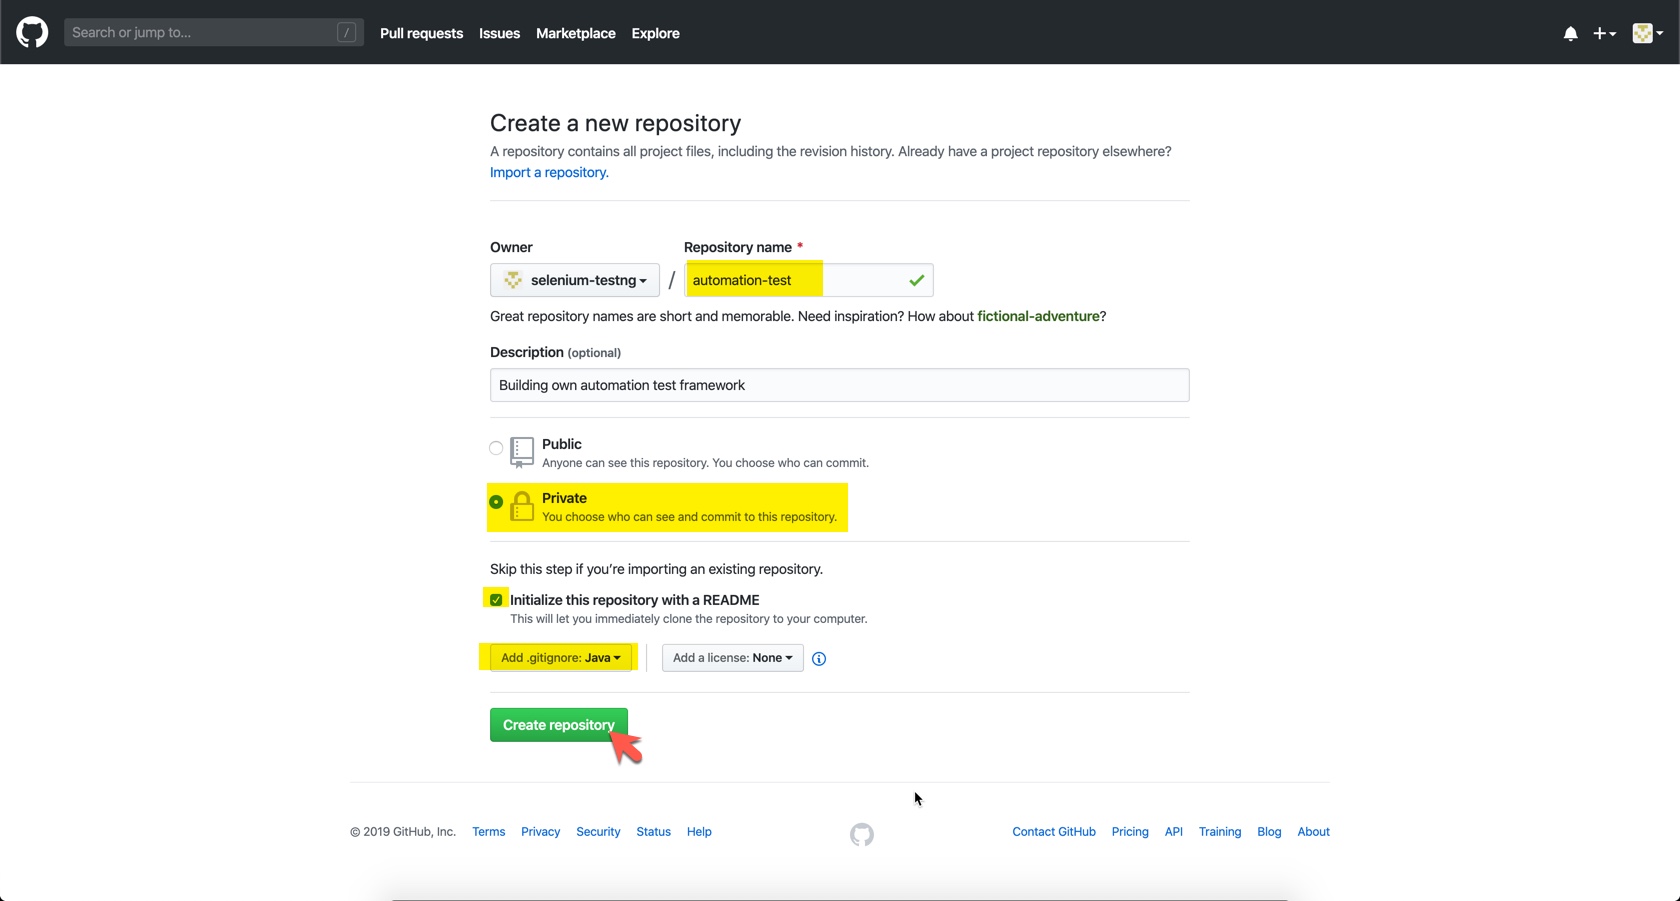 Search or jump to... /
Pull requests Issues Marketplace Explore
Create a new repository
A repository contains all project files, including the revision history. Already have a project repository elsewhere?
Import a repository.
Owner
Repository name *
selenium-testng / automation-test
Great repository names are short and memorable. Need inspiration? How about fictional-adventure?
Description (optional)
Building own automation test framework
Public
Anyone can see this repository. You choose who can commit.
Private
You choose who can see and commit to this repository.
Skip this step if you're importing an existing repository.
Initialize this repository with a README
This will let you immediately clone the repository to your computer.
Add .gitignore: Java
Add a license: None
Create repository
© 2019 GitHub, Inc. Terms Privacy Security Status Help
Contact GitHub Pricing API Training Blog About